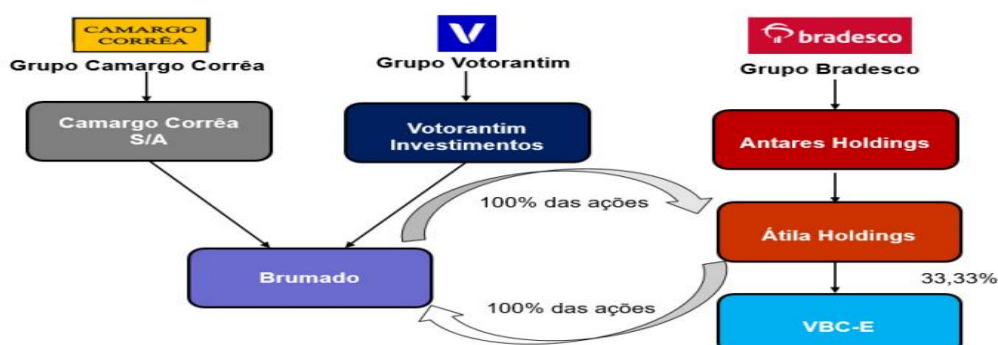 CAMARGO
CORRÊA
Grupo Camargo Corrêa
Grupo Votorantim
bradesco
Grupo Bradesco
Camargo Corrêa
S/A
Votorantim
Investimentos
Antares Holdings
100% das ações
Átila Holdings
Brumado
33,33%
100% das ações
VBC-E